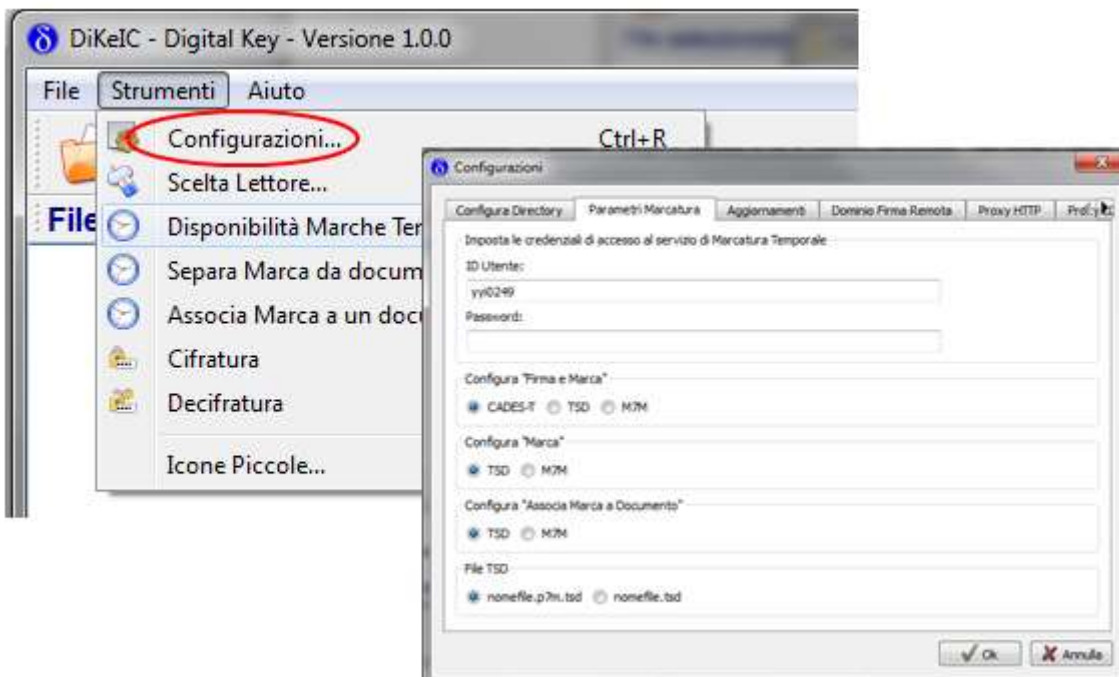 DiKeIC - Digital Key - Versione 1.0.0
File Strumenti Aiuto
Configurazioni... Ctrl+R
Scelta Lettore...
File
Disponibilità Marche Ter
Separa Marca da docum
Associa Marca a un docu
Cifratura
Decifratura
Icone Piccole...
Configurazioni
Configura Directory Parametri Marcatura Aggiornamenti Dominio Firma Remota Proxy HTTP
Imposta le credenziali di accesso al servizio di Marcatura Temporale
ID Utente:
yyi0249
Password:
Configura "Firma e Marca"
CADES-T TSD M7M
Configura "Marca"
TSD M7M
Configura "Associa Marca a Documento"
TSD M7M
File TSD
nomefile.p7m.tsd nomefile.tsd
Ok Annulla